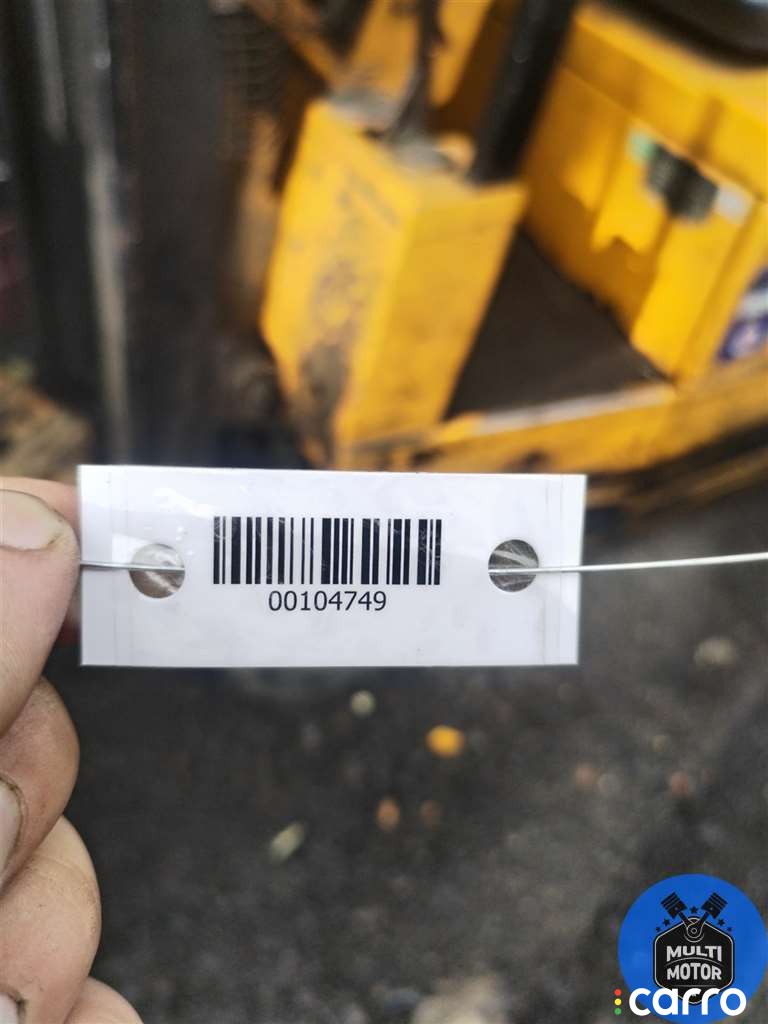 00104749
MULTI
MOTOR
carro